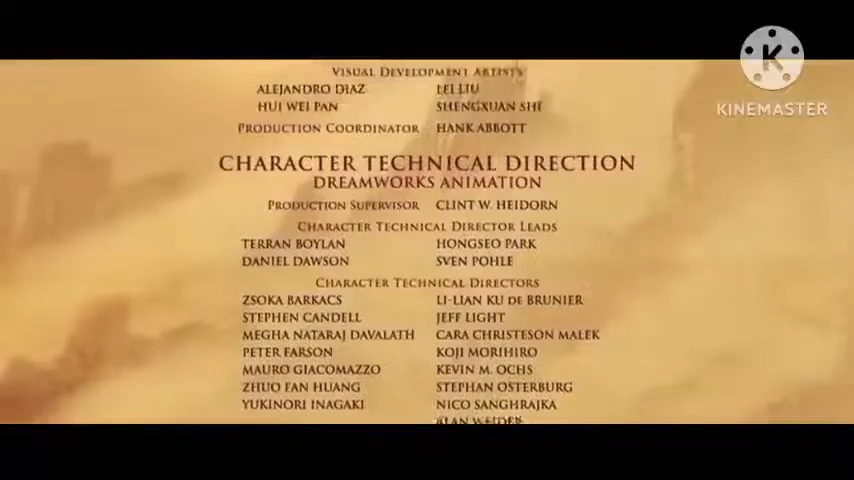 VISUAL DEVELOPMENT ARTISTS
ALEJANDRO DIAZ LEI LIU
HUI WEI PAN SHENGXUAN SHI
PRODUCTION COORDINATOR HANK ABBOTT
CHARACTER TECHNICAL DIRECTION
DREAMWORKS ANIMATION
PRODUCTION SUPERVISOR CLINT W. HEIDORN
CHARACTER TECHNICAL DIRECTOR LEADS
TERRAN BOYLAN HONGSEO PARK
DANIEL DAWSON SVEN POHLE
CHARACTER TECHNICAL DIRECTORS
ZSOKA BARKACS LI-LIAN KU DE BRUNIER
STEPHEN CANDELL JEFF LIGHT
MEGHA NATARAJ DAVALATH CARA CHRISTESON MALEK
PETER FARSON KOJI MORIHIRO
MAURO GIACOMAZZO KEVIN M. OCHS
ZHUO FAN HUANG STEPHAN OSTERBURG
YUKINORI INAGAKI NICO SANGHRAJKA
ALAN
K
KINEMASTER